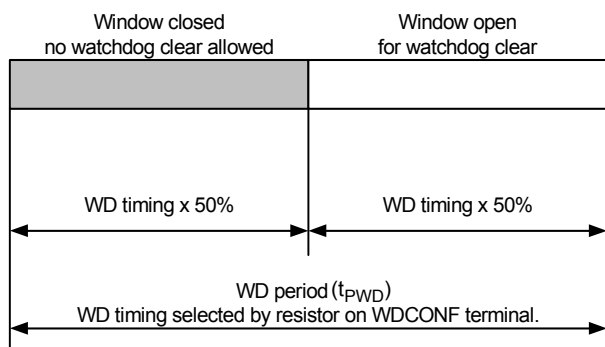 Window closed
no watchdog clear allowed
Window open
for watchdog clear
WD timing x 50%
WD timing x 50%
WD period (tPWD)
WD timing selected by resistor on WDCONF terminal.